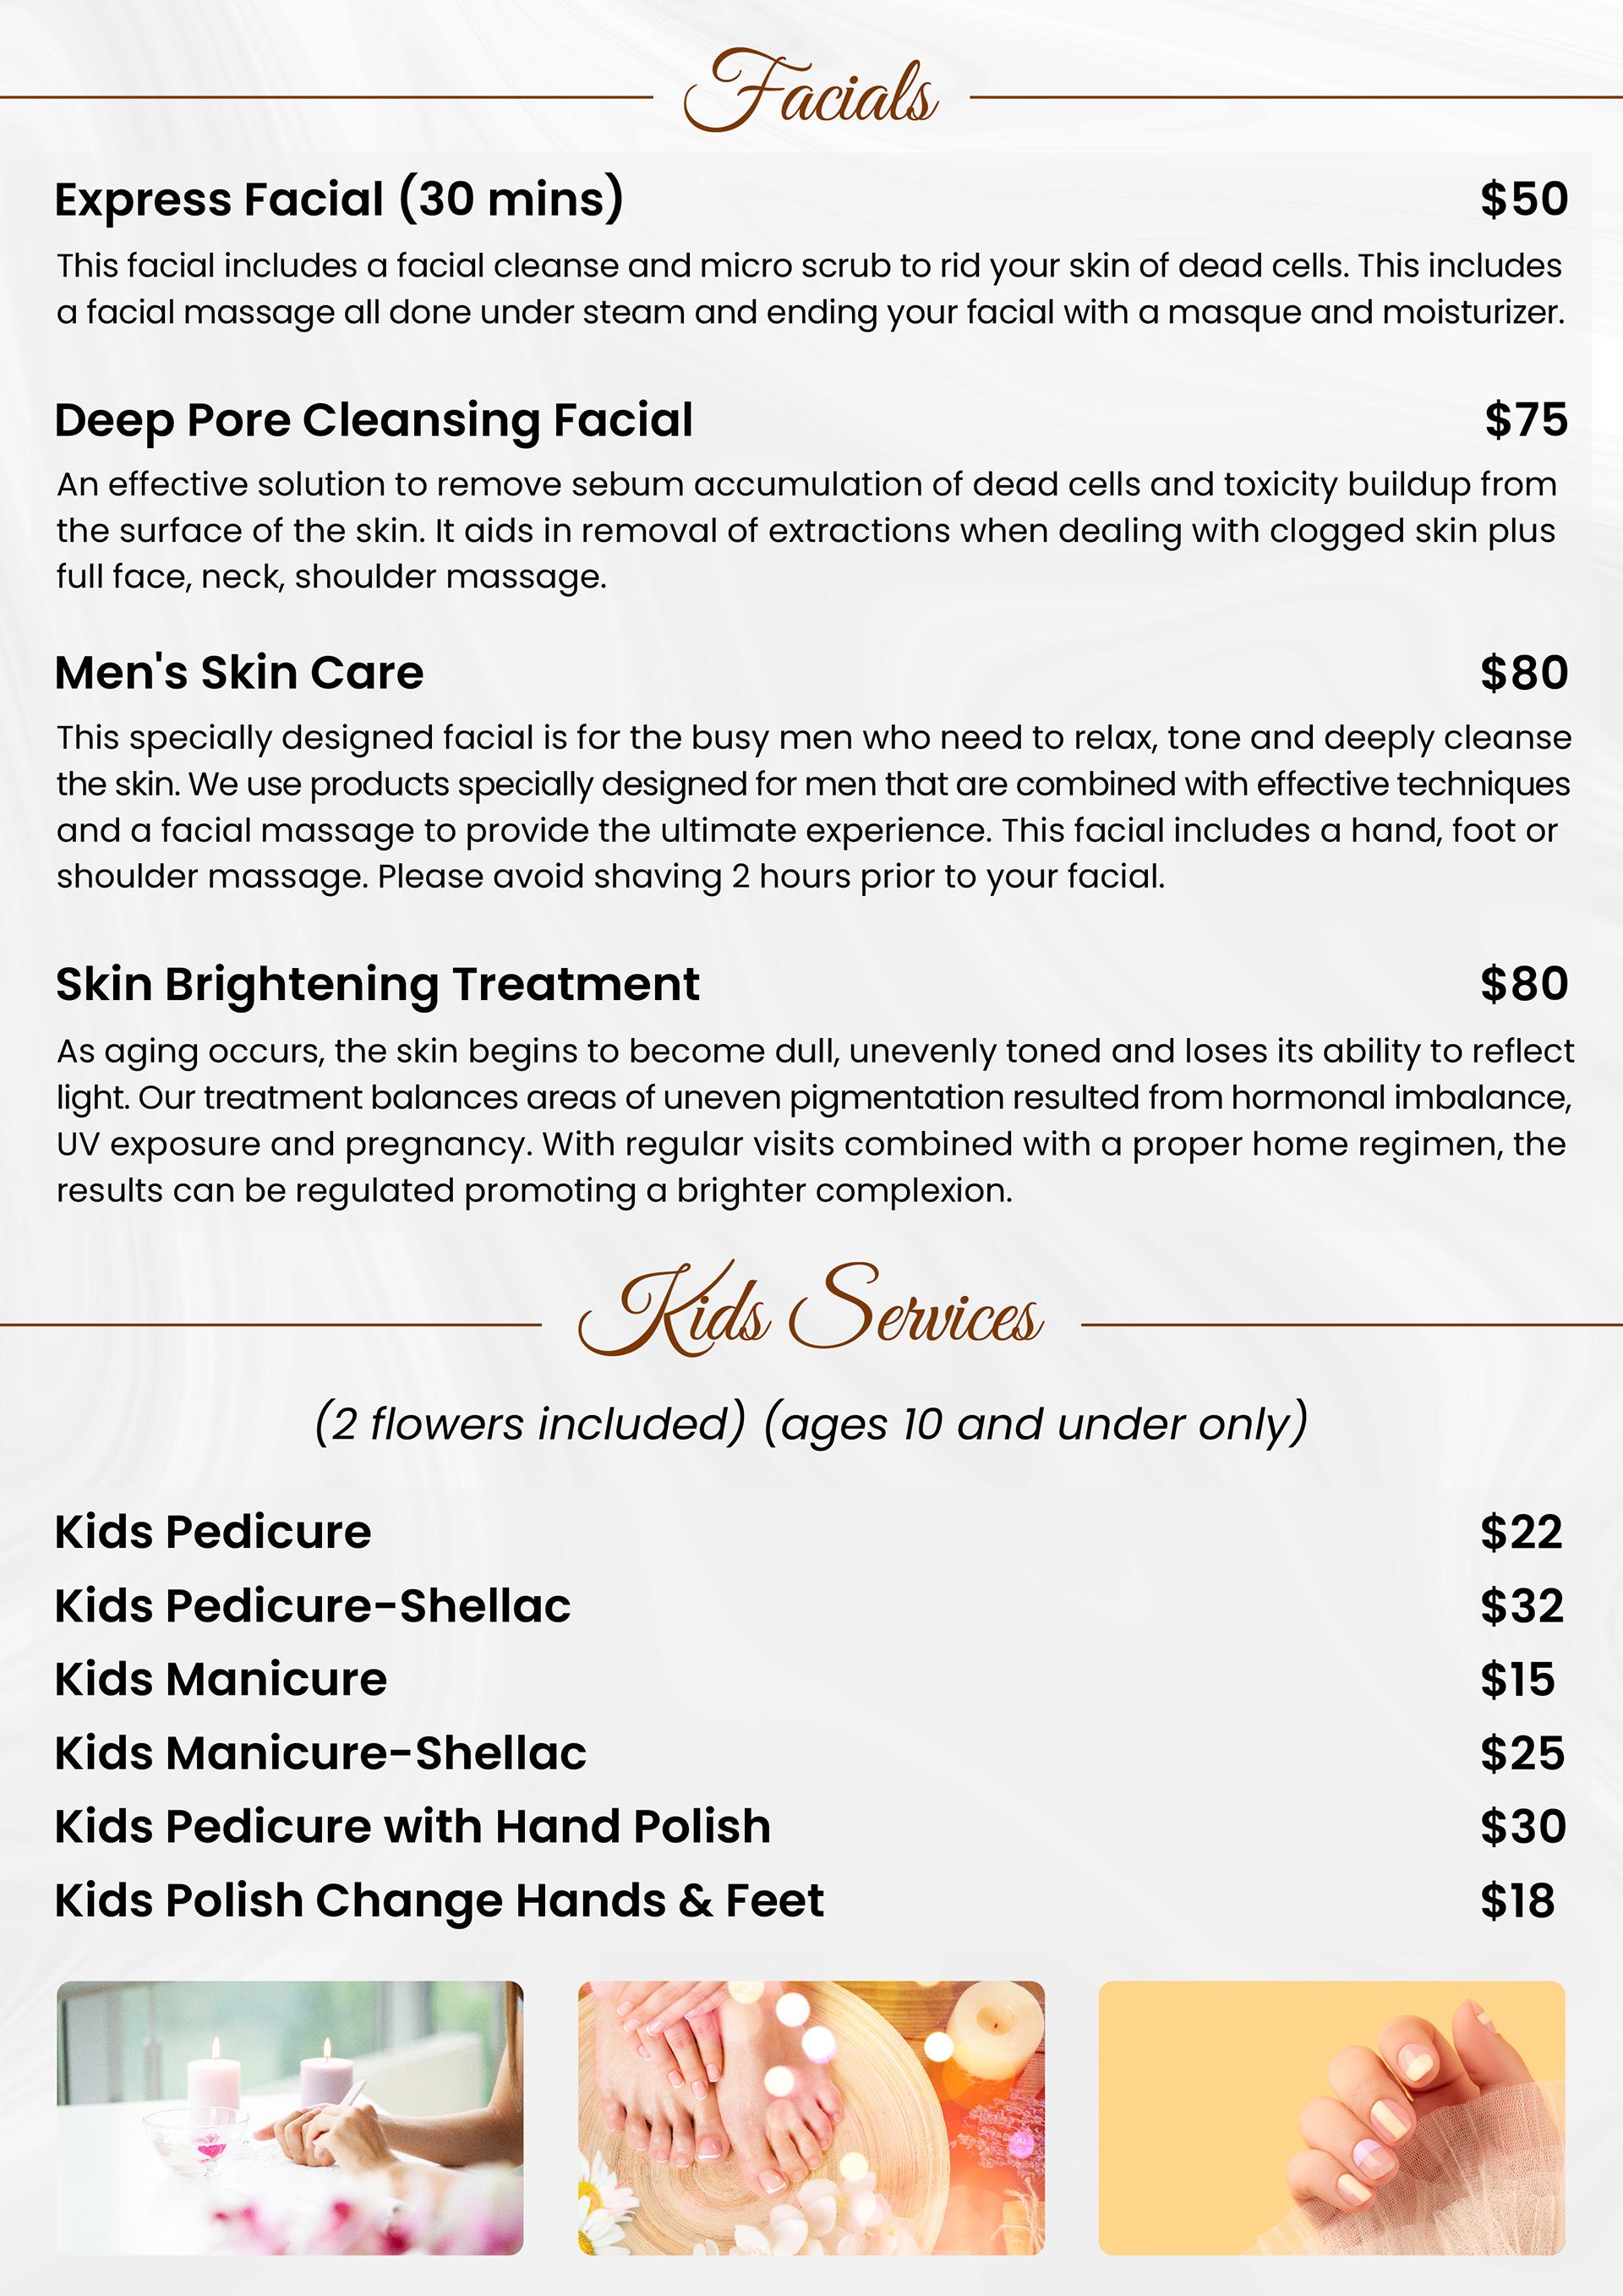 Facials
Express Facial (30 mins) $50
This facial includes a facial cleanse and micro scrub to rid your skin of dead cells. This includes
a facial massage all done under steam and ending your facial with a masque and moisturizer.
Deep Pore Cleansing Facial $75
An effective solution to remove sebum accumulation of dead cells and toxicity buildup from
the surface of the skin. It aids in removal of extractions when dealing with clogged skin plus
full face, neck, shoulder massage.
Men's Skin Care $80
This specially designed facial is for the busy men who need to relax, tone and deeply cleanse
the skin. We use products specially designed for men that are combined with effective techniques
and a facial massage to provide the ultimate experience. This facial includes a hand, foot or
shoulder massage. Please avoid shaving 2 hours prior to your facial.
Skin Brightening Treatment $80
As aging occurs, the skin begins to become dull, unevenly toned and loses its ability to reflect
light. Our treatment balances areas of uneven pigmentation resulted from hormonal imbalance,
UV exposure and pregnancy. With regular visits combined with a proper home regimen, the
results can be regulated promoting a brighter complexion.
Kids Services
(2 flowers included) (ages 10 and under only)
Kids Pedicure $22
Kids Pedicure-Shellac $32
Kids Manicure $15
Kids Manicure-Shellac $25
Kids Pedicure with Hand Polish $30
Kids Polish Change Hands & Feet $18